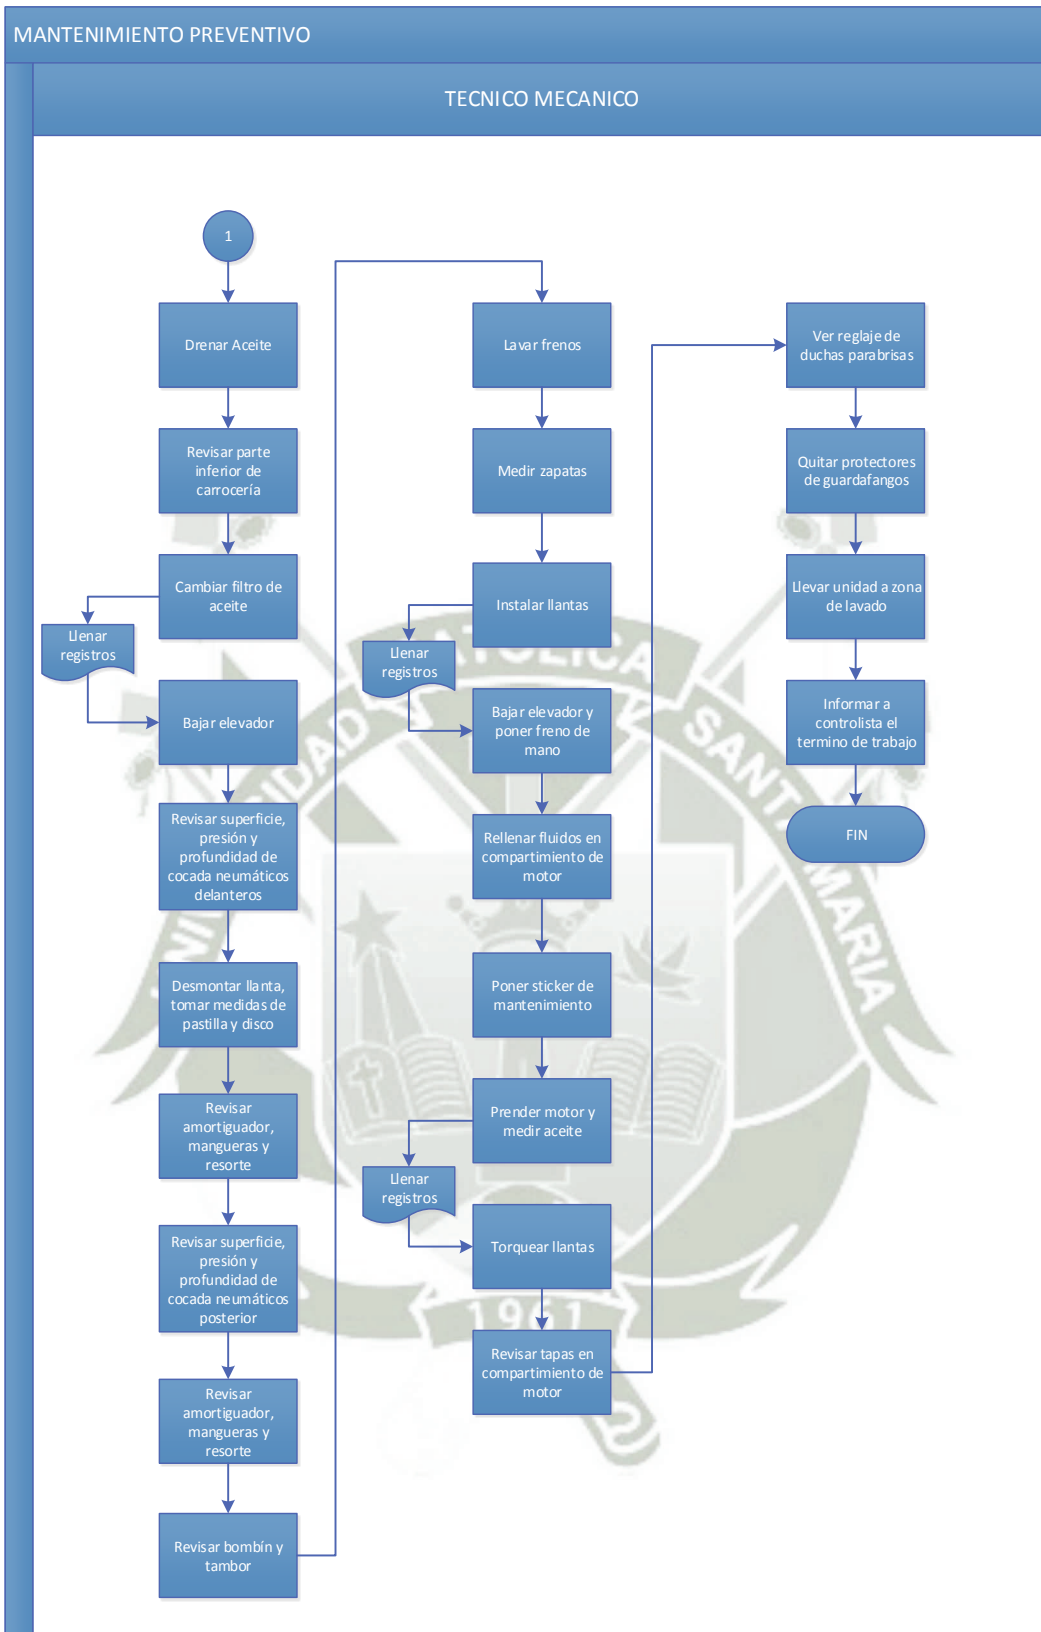 MANTENIMIENTO PREVENTIVO
TECNICO MECANICO
1
Drenar Aceite
Revisar parte
inferior de
carrocería
Cambiar filtro de
aceite
Llenar
registros
Bajar elevador
Revisar superficie,
presión y
profundidad de
cocada neumáticos
delanteros
Desmontar llanta,
tomar medidas de
pastilla y disco
Revisar
amortiguador,
mangueras y
resorte
Revisar superficie,
presión y
profundidad de
cocada neumáticos
posterior
Revisar
amortiguador,
mangueras y
resorte
Revisar bombín y
tambor
Lavar frenos
Medir zapatas
Instalar llantas
Llenar
registros
Bajar elevador y
poner freno de
mano
Rellenar fluidos en
compartimiento de
motor
Poner sticker de
mantenimiento
Prender motor y
medir aceite
Llenar
registros
Torquear llantas
Revisar tapas en
compartimiento de
motor
Ver reglaje de
duchas parabrisas
Quitar protectores
de guardafangos
Llevar unidad a zona
de lavado
Informar a
controlista el
termino de trabajo
FIN
SANTA MARIA
1961